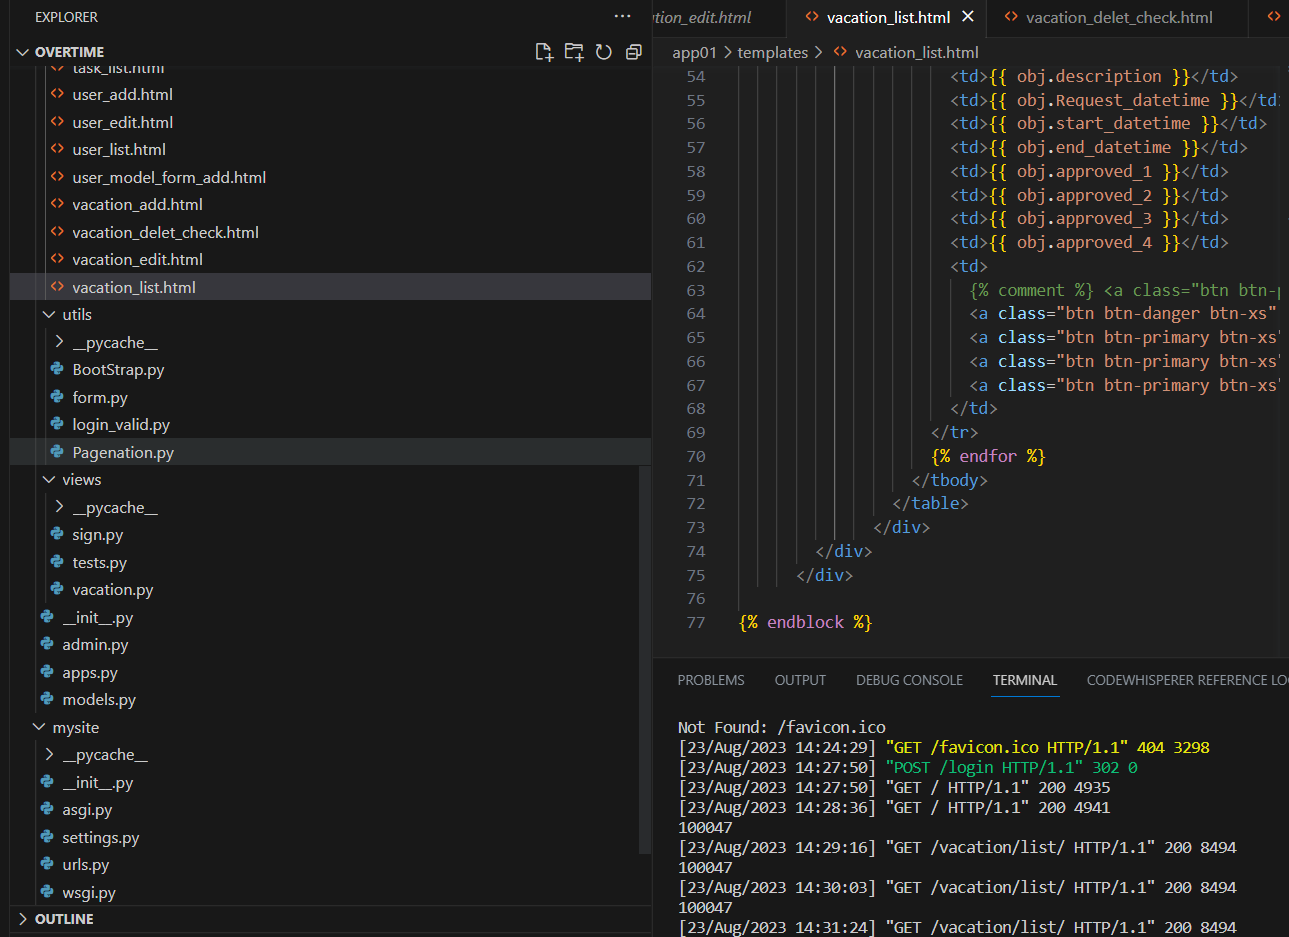 EXPLORER
OVERTIME
task_list.html
user_add.html
user_edit.html
user_list.html
user_model_form_add.html
vacation_add.html
vacation_delet_check.html
vacation_edit.html
vacation_list.html
utils
__pycache__
BootStrap.py
form.py
login_valid.py
Pagenation.py
views
__pycache__
sign.py
tests.py
vacation.py
__init__.py
admin.py
apps.py
models.py
mysite
__pycache__
__init__.py
asgi.py
settings.py
urls.py
wsgi.py
OUTLINE
tion_edit.html vacation_list.html vacation_delet_check.html
app01 > templates > vacation_list.html
54 <td>{{ obj.description }}</td>
55 <td>{{ obj.Request_datetime }}</td
56 <td>{{ obj.start_datetime }}</td>
57 <td>{{ obj.end_datetime }}</td>
58 <td>{{ obj.approved_1 }}</td>
59 <td>{{ obj.approved_2 }}</td>
60 <td>{{ obj.approved_3 }}</td>
61 <td>{{ obj.approved_4 }}</td>
62 <td>
63 {% comment %} <a class="btn btn-p
64 <a class="btn btn-danger btn-xs"
65 <a class="btn btn-primary btn-xs"
66 <a class="btn btn-primary btn-xs"
67 <a class="btn btn-primary btn-xs"
68 </td>
69 </tr>
70 {% endfor %}
71 </tbody>
72 </table>
73 </div>
74 </div>
75 </div>
76
77 {% endblock %}
PROBLEMS OUTPUT DEBUG CONSOLE TERMINAL CODEWHISPERER REFERENCE LO
Not Found: /favicon.ico
[23/Aug/2023 14:24:29] "GET /favicon.ico HTTP/1.1" 404 3298
[23/Aug/2023 14:27:50] "POST /login HTTP/1.1" 302 0
[23/Aug/2023 14:27:50] "GET / HTTP/1.1" 200 4935
[23/Aug/2023 14:28:36] "GET / HTTP/1.1" 200 4941
100047
[23/Aug/2023 14:29:16] "GET /vacation/list/ HTTP/1.1" 200 8494
100047
[23/Aug/2023 14:30:03] "GET /vacation/list/ HTTP/1.1" 200 8494
100047
[23/Aug/2023 14:31:24] "GET /vacation/list/ HTTP/1.1" 200 8494